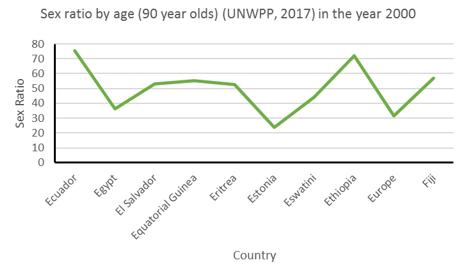 Sex ratio by age (90 year olds) (UNWPP, 2017) in the year 2000
80
70
60
50
40
30
20
10
0
Sex Ratio
Ecuador
Egypt
El Salvador
Equatorial Guinea
Eritrea
Estonia
Eswatini
Ethiopia
Europe
Fiji
Country